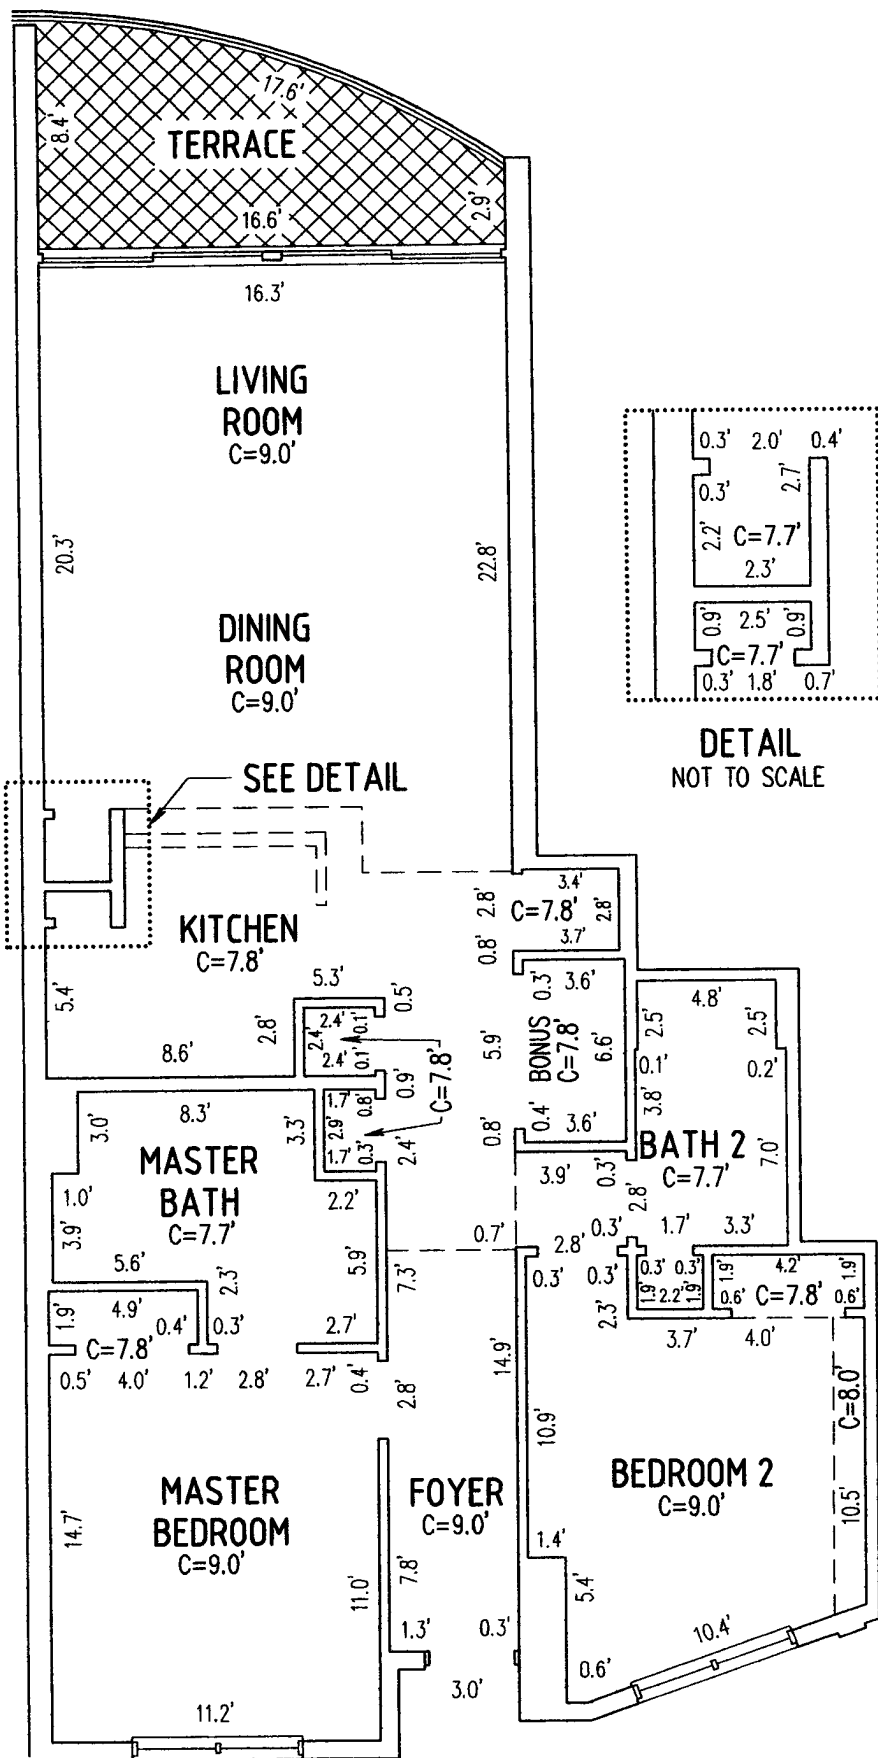 17.6'
8.4'
TERRACE
16.6'
2.9'
16.3'
LIVING
ROOM
C=9.0'
20.3'
22.8'
DINING
ROOM
C=9.0'
0.3' 2.0' 0.4'
2.7'
0.3'
2.2'
C=7.7'
2.3'
0.9' 2.5' 0.9'
C=7.7'
0.3' 1.8' 0.7'
DETAIL
NOT TO SCALE
SEE DETAIL
KITCHEN
C=7.8'
5.4'
5.3'
0.5'
2.8'
8.6'
2.4' 0.1'
2.4'
2.4' 0.1'
C=7.8'
0.9'
1.7' 0.8'
2.9'
1.7' 0.3'
2.4'
2.8'
3.4'
C=7.8'
2.8'
3.7'
0.8'
0.3' 3.6'
5.9'
BONUS
C=7.8'
6.6'
0.4' 3.6'
0.8'
4.8'
2.5' 2.5'
0.1' 0.2'
3.8'
BATH 2
C=7.7'
7.0'
3.9' 0.3'
2.8'
8.3'
3.0'
3.3'
MASTER
BATH
C=7.7'
1.0'
3.9'
2.2'
5.9'
7.3'
5.6'
2.3'
4.9'
1.9'
0.4' 0.3'
2.7'
C=7.8'
0.5' 4.0' 1.2' 2.8' 2.7' 0.4'
2.8'
0.7' 2.8' 0.3' 1.7' 3.3'
0.3' 0.3' 0.3' 0.3'
1.9' 2.2' 1.9'
2.3'
1.9' 4.2' 1.9'
0.6' C=7.8' 0.6'
3.7' 4.0'
14.9'
10.9'
C=8.0'
BEDROOM 2
C=9.0'
10.5'
1.4'
5.4'
10.4'
0.6'
MASTER
BEDROOM
C=9.0'
14.7'
11.0'
11.2'
FOYER
C=9.0'
7.8'
1.3' 0.3'
3.0'